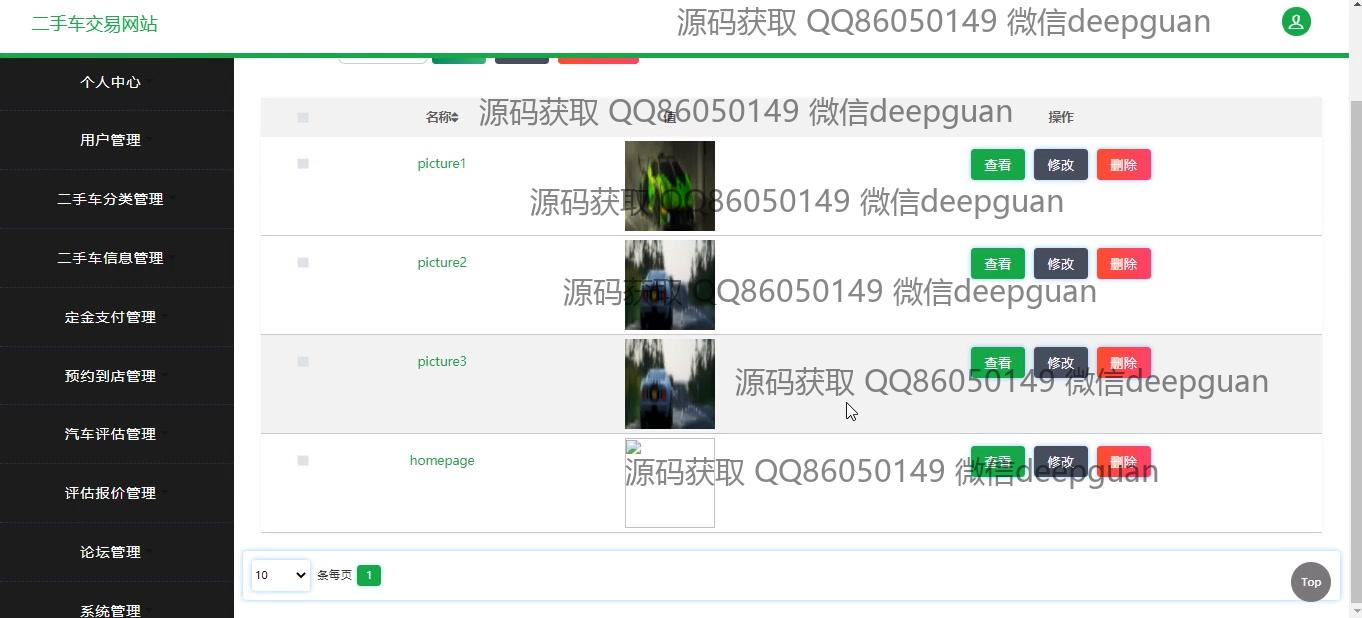 二手车交易网站
源码获取 QQ86050149 微信deepguan
个人中心
用户管理
二手车分类管理
二手车信息管理
定金支付管理
预约到店管理
汽车评估管理
评估报价管理
论坛管理
系统管理
源码获取 QQ86050149 微信deepguan
名称 值 操作
picture1 查看 修改 删除
源码获取 QQ86050149 微信deepguan
picture2 查看 修改 删除
源码获取 QQ86050149 微信deepguan
picture3 查看 修改 删除
源码获取 QQ86050149 微信deepguan
homepage 查看 修改 删除
源码获取 QQ86050149 微信deepguan
10 条每页 1
Top